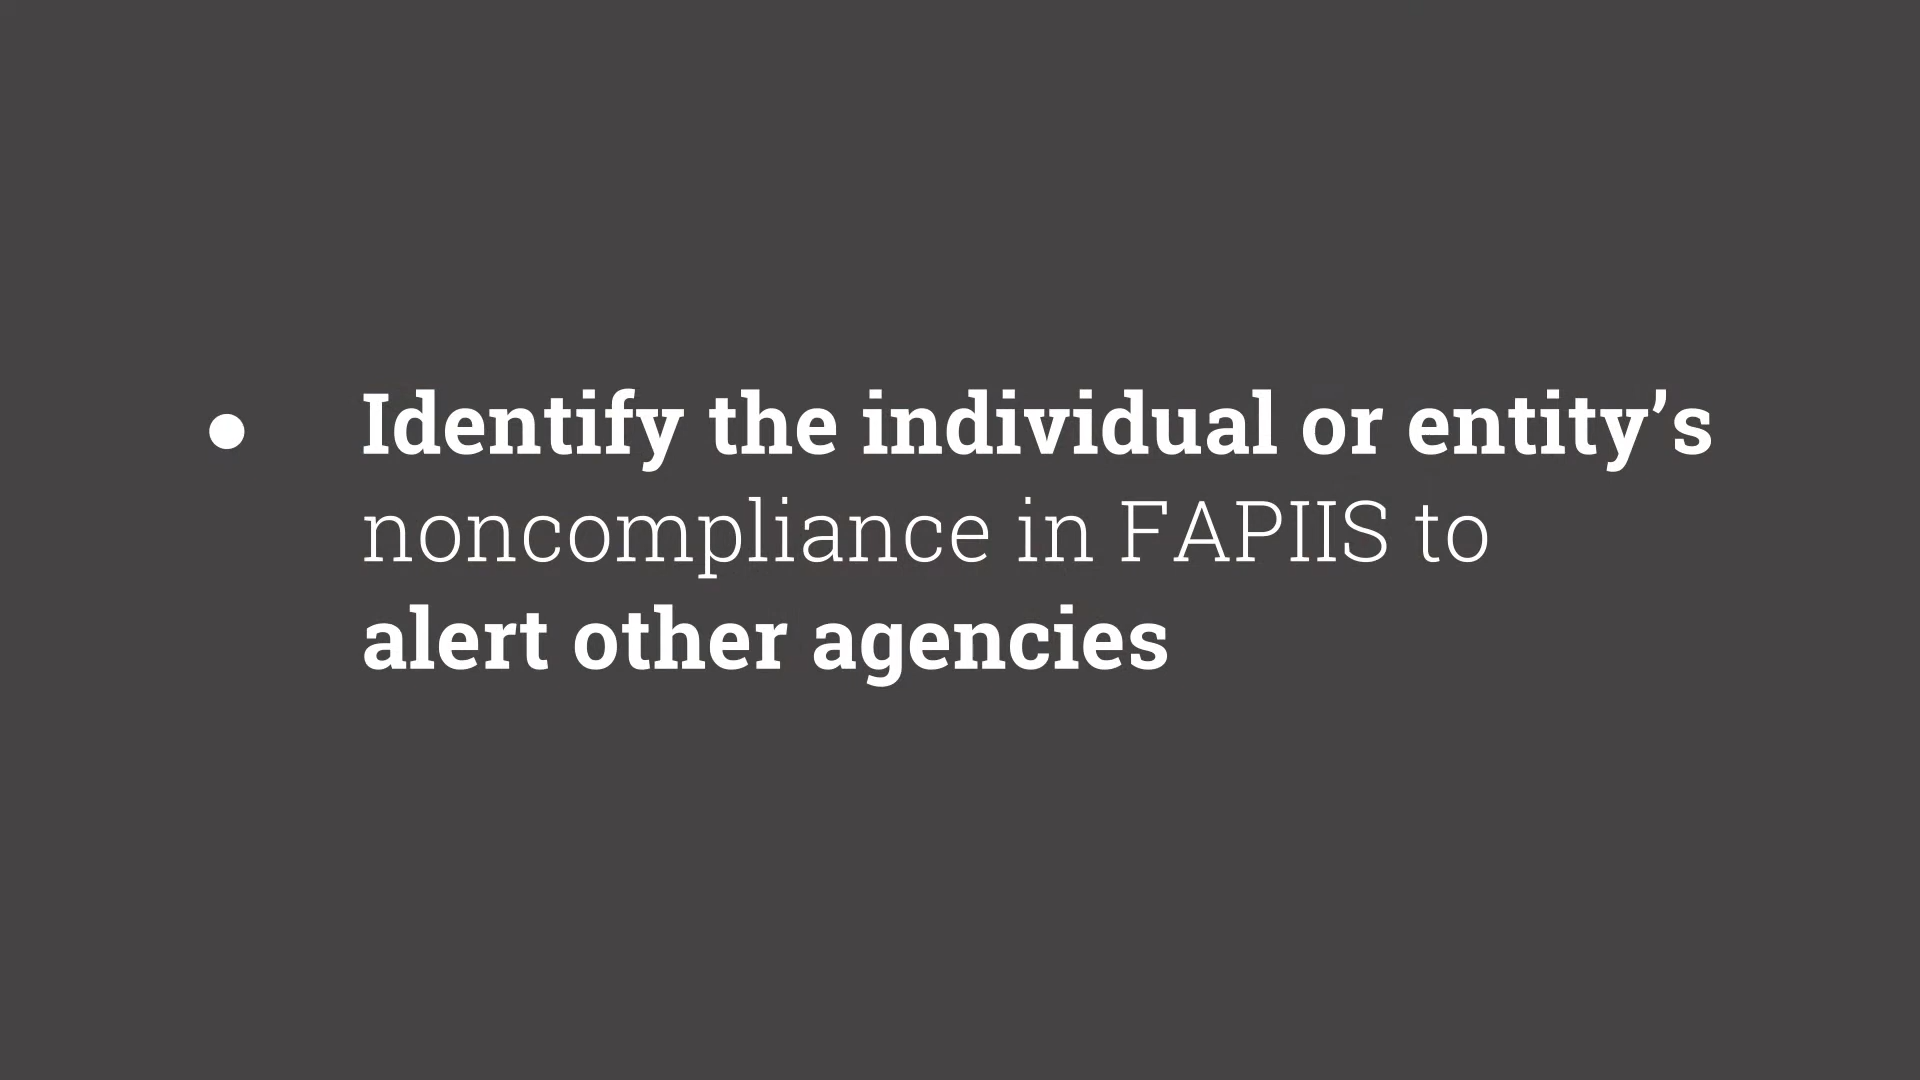 ● Identify the individual or entity’s
noncompliance in FAPIIS to
alert other agencies